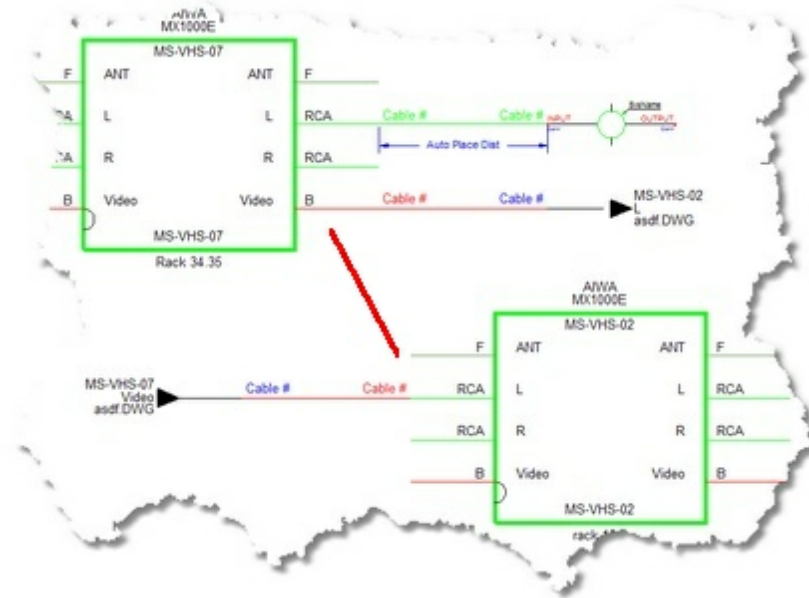 AIWA
MX1000E
MS-VHS-07
F ANT ANT F
L L RCA Cable # Cable # INPUT OUTPUT
Auto Place Dist
R R RCA
B Video Video B Cable # Cable # MS-VHS-02
L
asdf.DWG
MS-VHS-07
Rack 34.35
AIWA
MX1000E
MS-VHS-02
F ANT ANT F
MS-VHS-07
Video
asdf.DWG
Cable # Cable # RCA L L RCA
RCA R R RCA
B Video Video B
MS-VHS-02